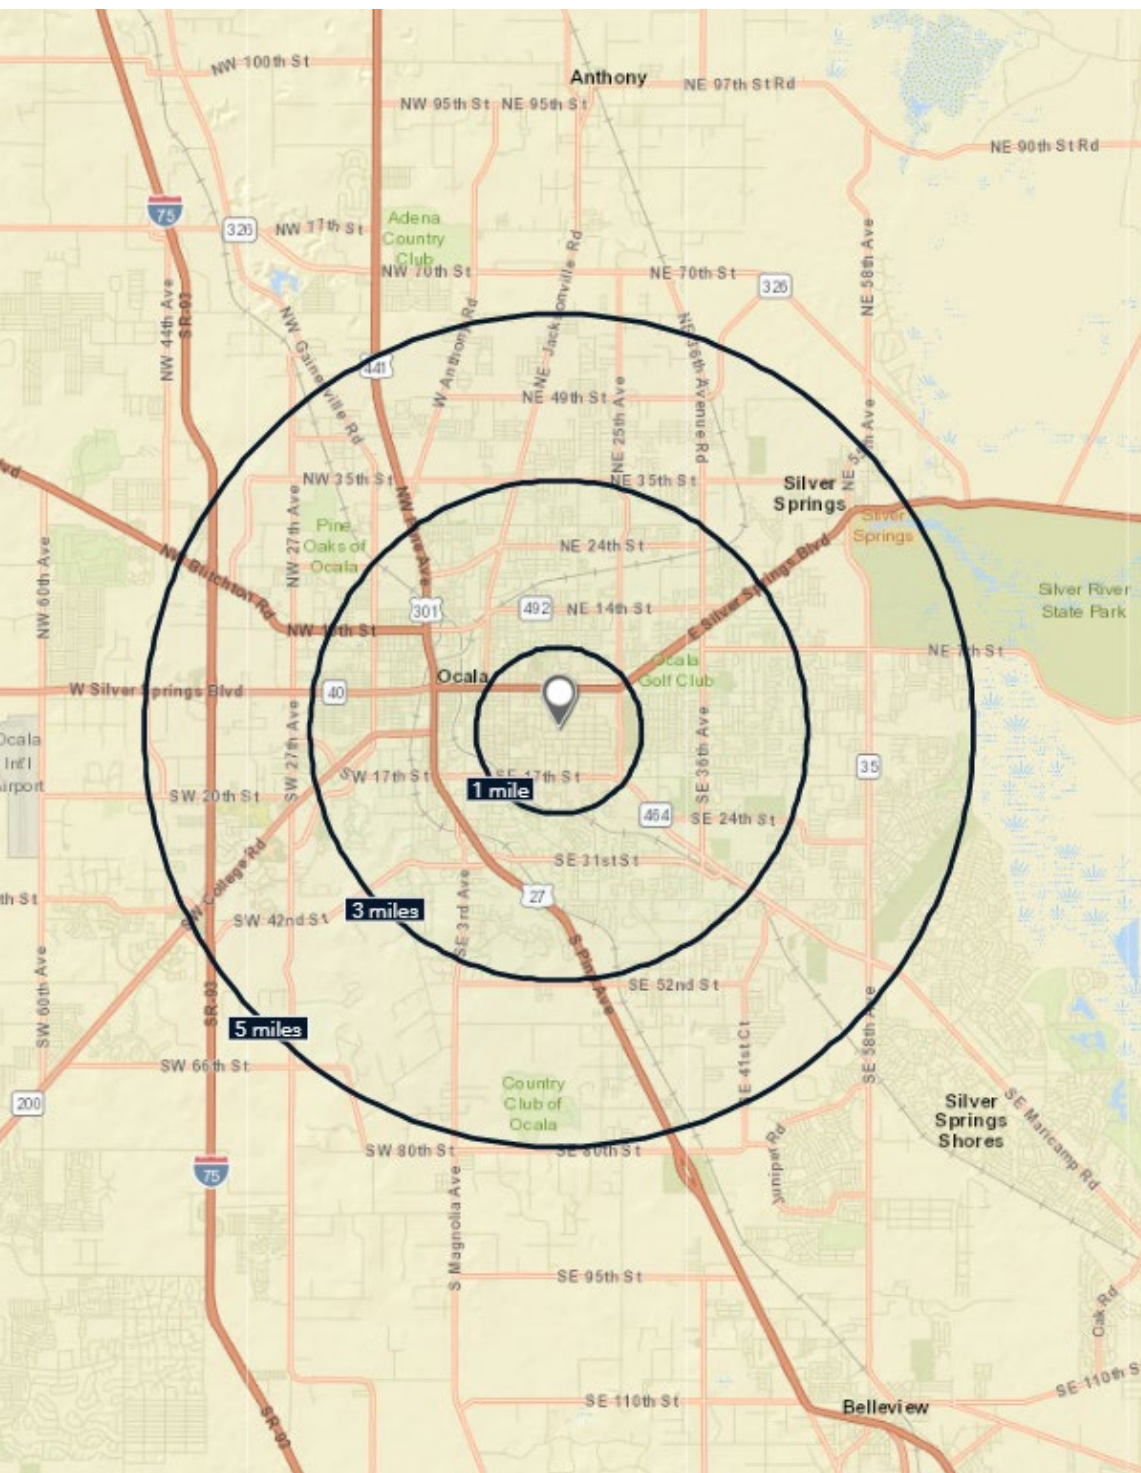 NW 100th St
Anthony
NE 97th St Rd
NW 95th St
NE 95th St
NE 90th St Rd
75
326
NW 77th St
Adena
Country
Club
NW 70th St
NE 70th St
326
NE 58th Ave
NW 44th Ave
SR-93
NE Jacksonville Rd
W Anthony Rd
NW Gainesville Rd
441
NE 36th Avenue Rd
NE 49th St
NE 25th Ave
NE 55th Ave
NW 35th St
NE 35th St
Silver
Springs
Silver
Springs
NW Pine Ave
NW 27th Ave
Pine
Oaks of
Ocala
NE 24th St
NW 60th Ave
NW Blitchton Rd
E Silver Springs Blvd
Silver River
State Park
301
492
NE 14th St
NW 10th St
NE 7th St
Ocala
Ocala
Golf Club
W Silver Springs Blvd
40
Ocala
Int'l
Airport
SW 27th Ave
SE 36th Ave
35
SW 17th St
SE 17th St
1 mile
SW 20th St
464
SE 24th St
SW College Rd
SE 31st St
th St
27
3 miles
SW 42nd St
SE 3rd Ave
S Pine Ave
SW 60th Ave
SR-93
SE 52nd St
5 miles
SE 58th Ave
SE 41st Ct
SW 66th St
200
Country
Club of
Ocala
Silver
Springs
Shores
SE Maricamp Rd
SW 80th St
SE 80th St
Juniper Rd
75
S Magnolia Ave
SE 95th St
Oak Rd
SE 110th St
SE 110th S
Belleview
SR-93
lvd